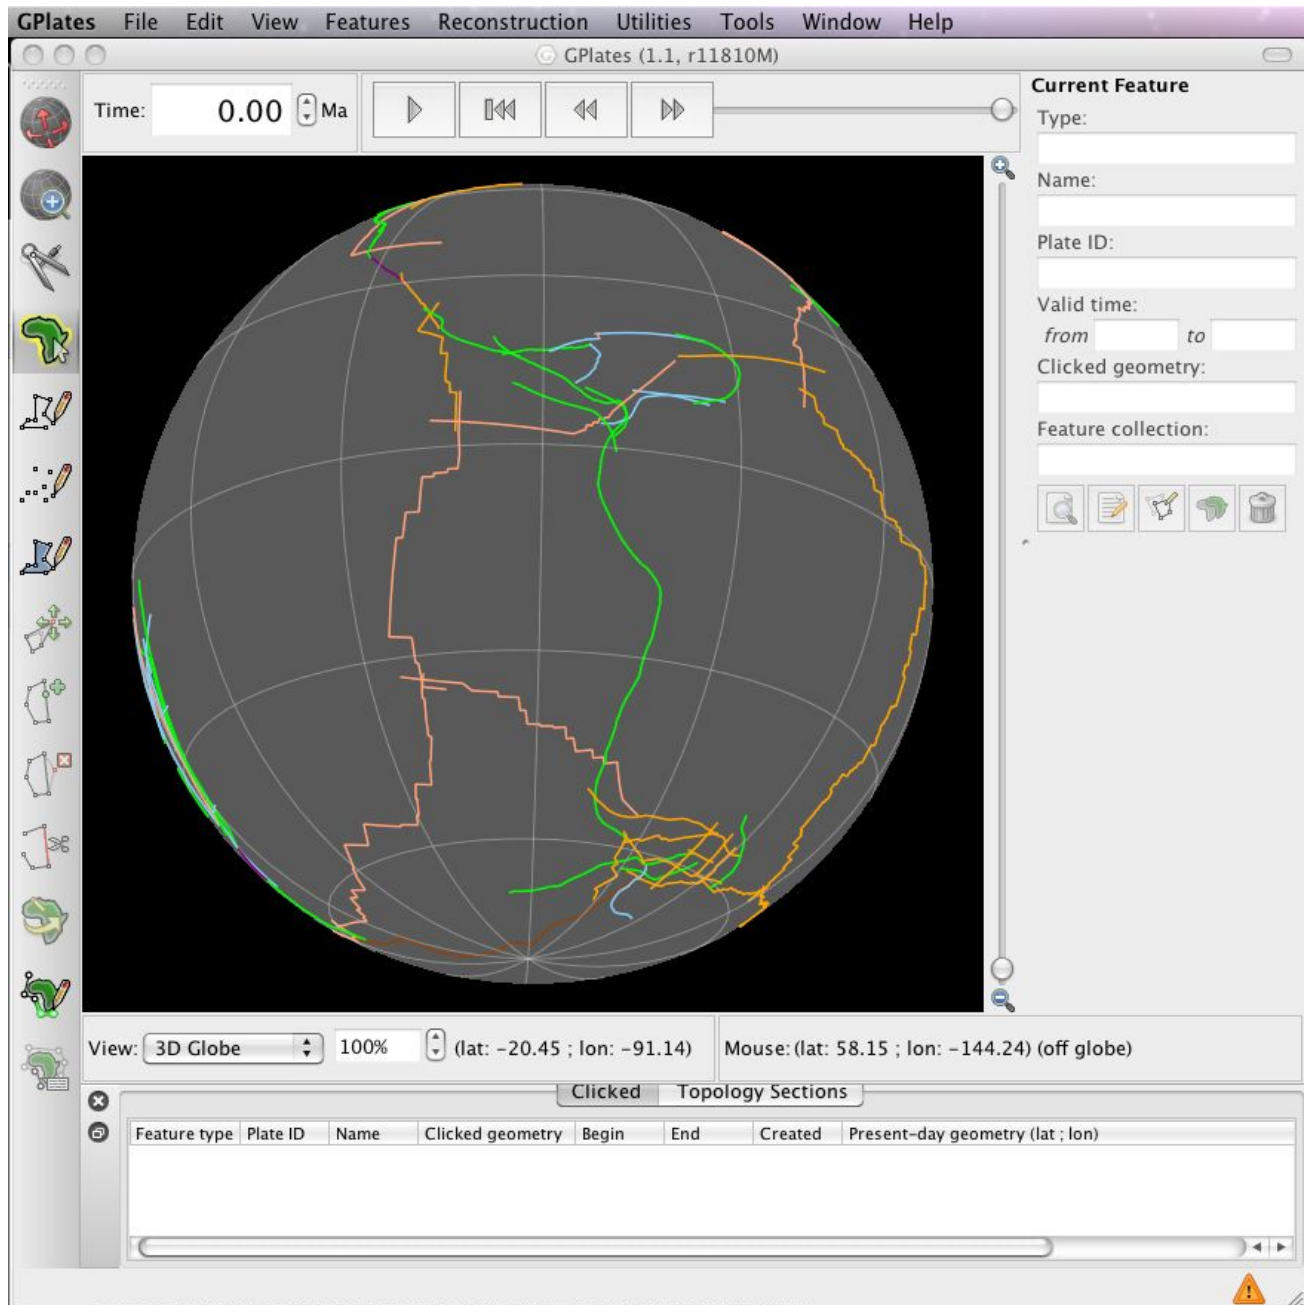 GPlates File Edit View Features Reconstruction Utilities Tools Window Help
GPlates (1.1, r11810M)
Time: 0.00 Ma
Current Feature
Type:
Name:
Plate ID:
Valid time:
from to
Clicked geometry:
Feature collection:
View: 3D Globe 100% (lat: -20.45 ; lon: -91.14) Mouse: (lat: 58.15 ; lon: -144.24) (off globe)
Clicked Topology Sections
Feature type Plate ID Name Clicked geometry Begin End Created Present-day geometry (lat ; lon)